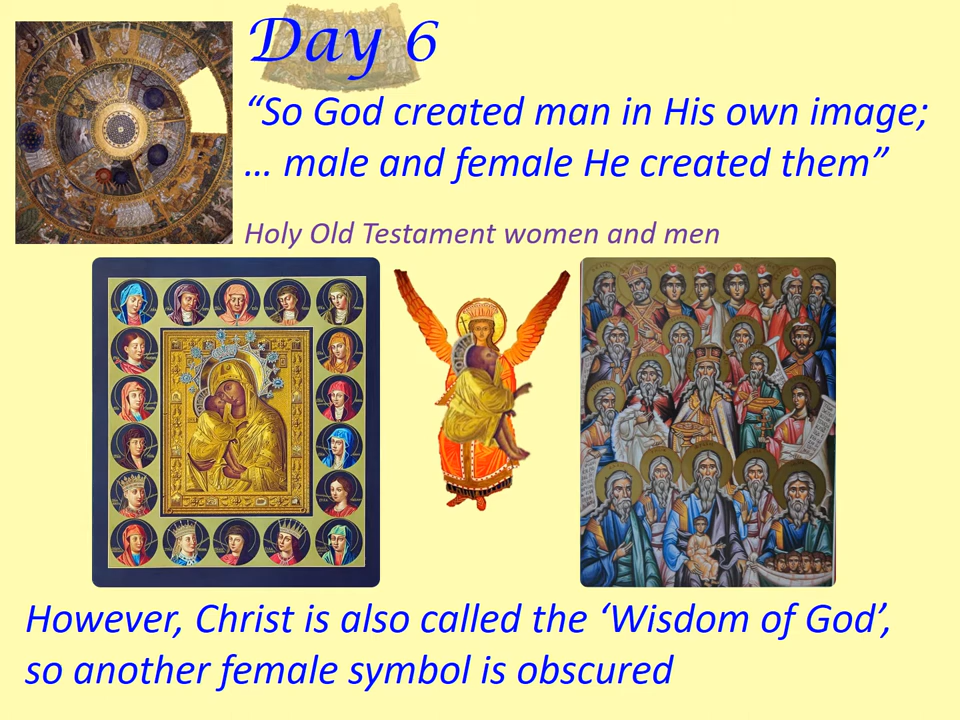 Day 6
“So God created man in His own image;
... male and female He created them”
Holy Old Testament women and men
However, Christ is also called the ‘Wisdom of God’,
so another female symbol is obscured